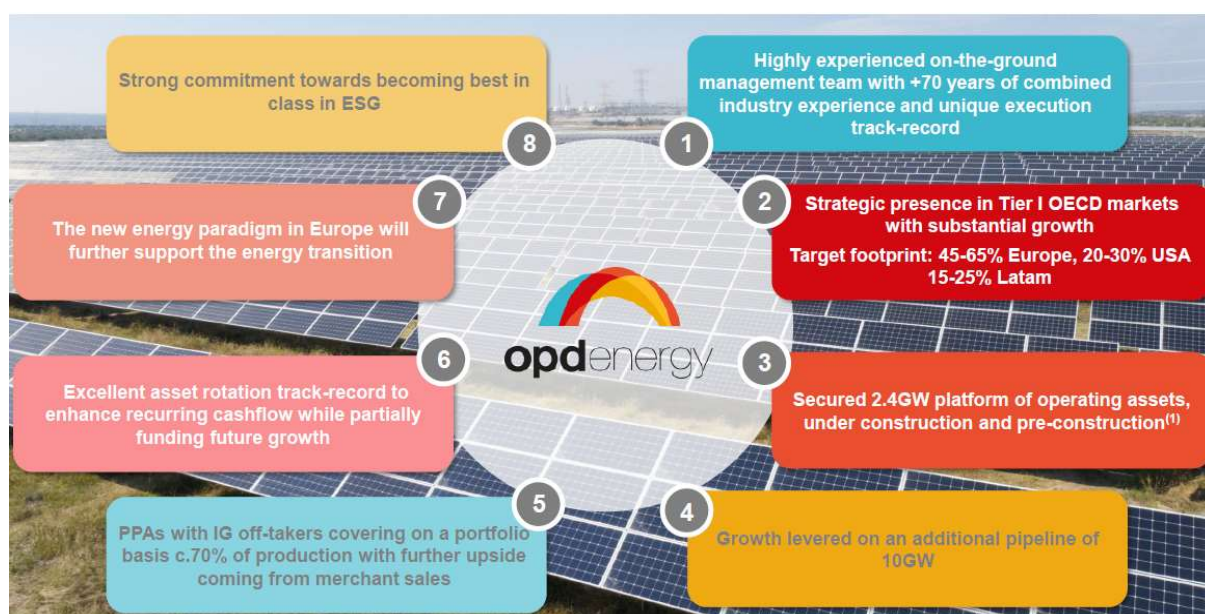 1
Highly experienced on-the-ground
management team with +70 years of combined
industry experience and unique execution
track-record
2
Strategic presence in Tier I OECD markets
with substantial growth
Target footprint: 45-65% Europe, 20-30% USA
15-25% Latam
3
Secured 2.4GW platform of operating assets,
under construction and pre-construction(1)
4
Growth levered on an additional pipeline of
10GW
5
PPAs with IG off-takers covering on a portfolio
basis c.70% of production with further upside
coming from merchant sales
6
Excellent asset rotation track-record to
enhance recurring cashflow while partially
funding future growth
7
The new energy paradigm in Europe will
further support the energy transition
8
Strong commitment towards becoming best in
class in ESG
opdenergy